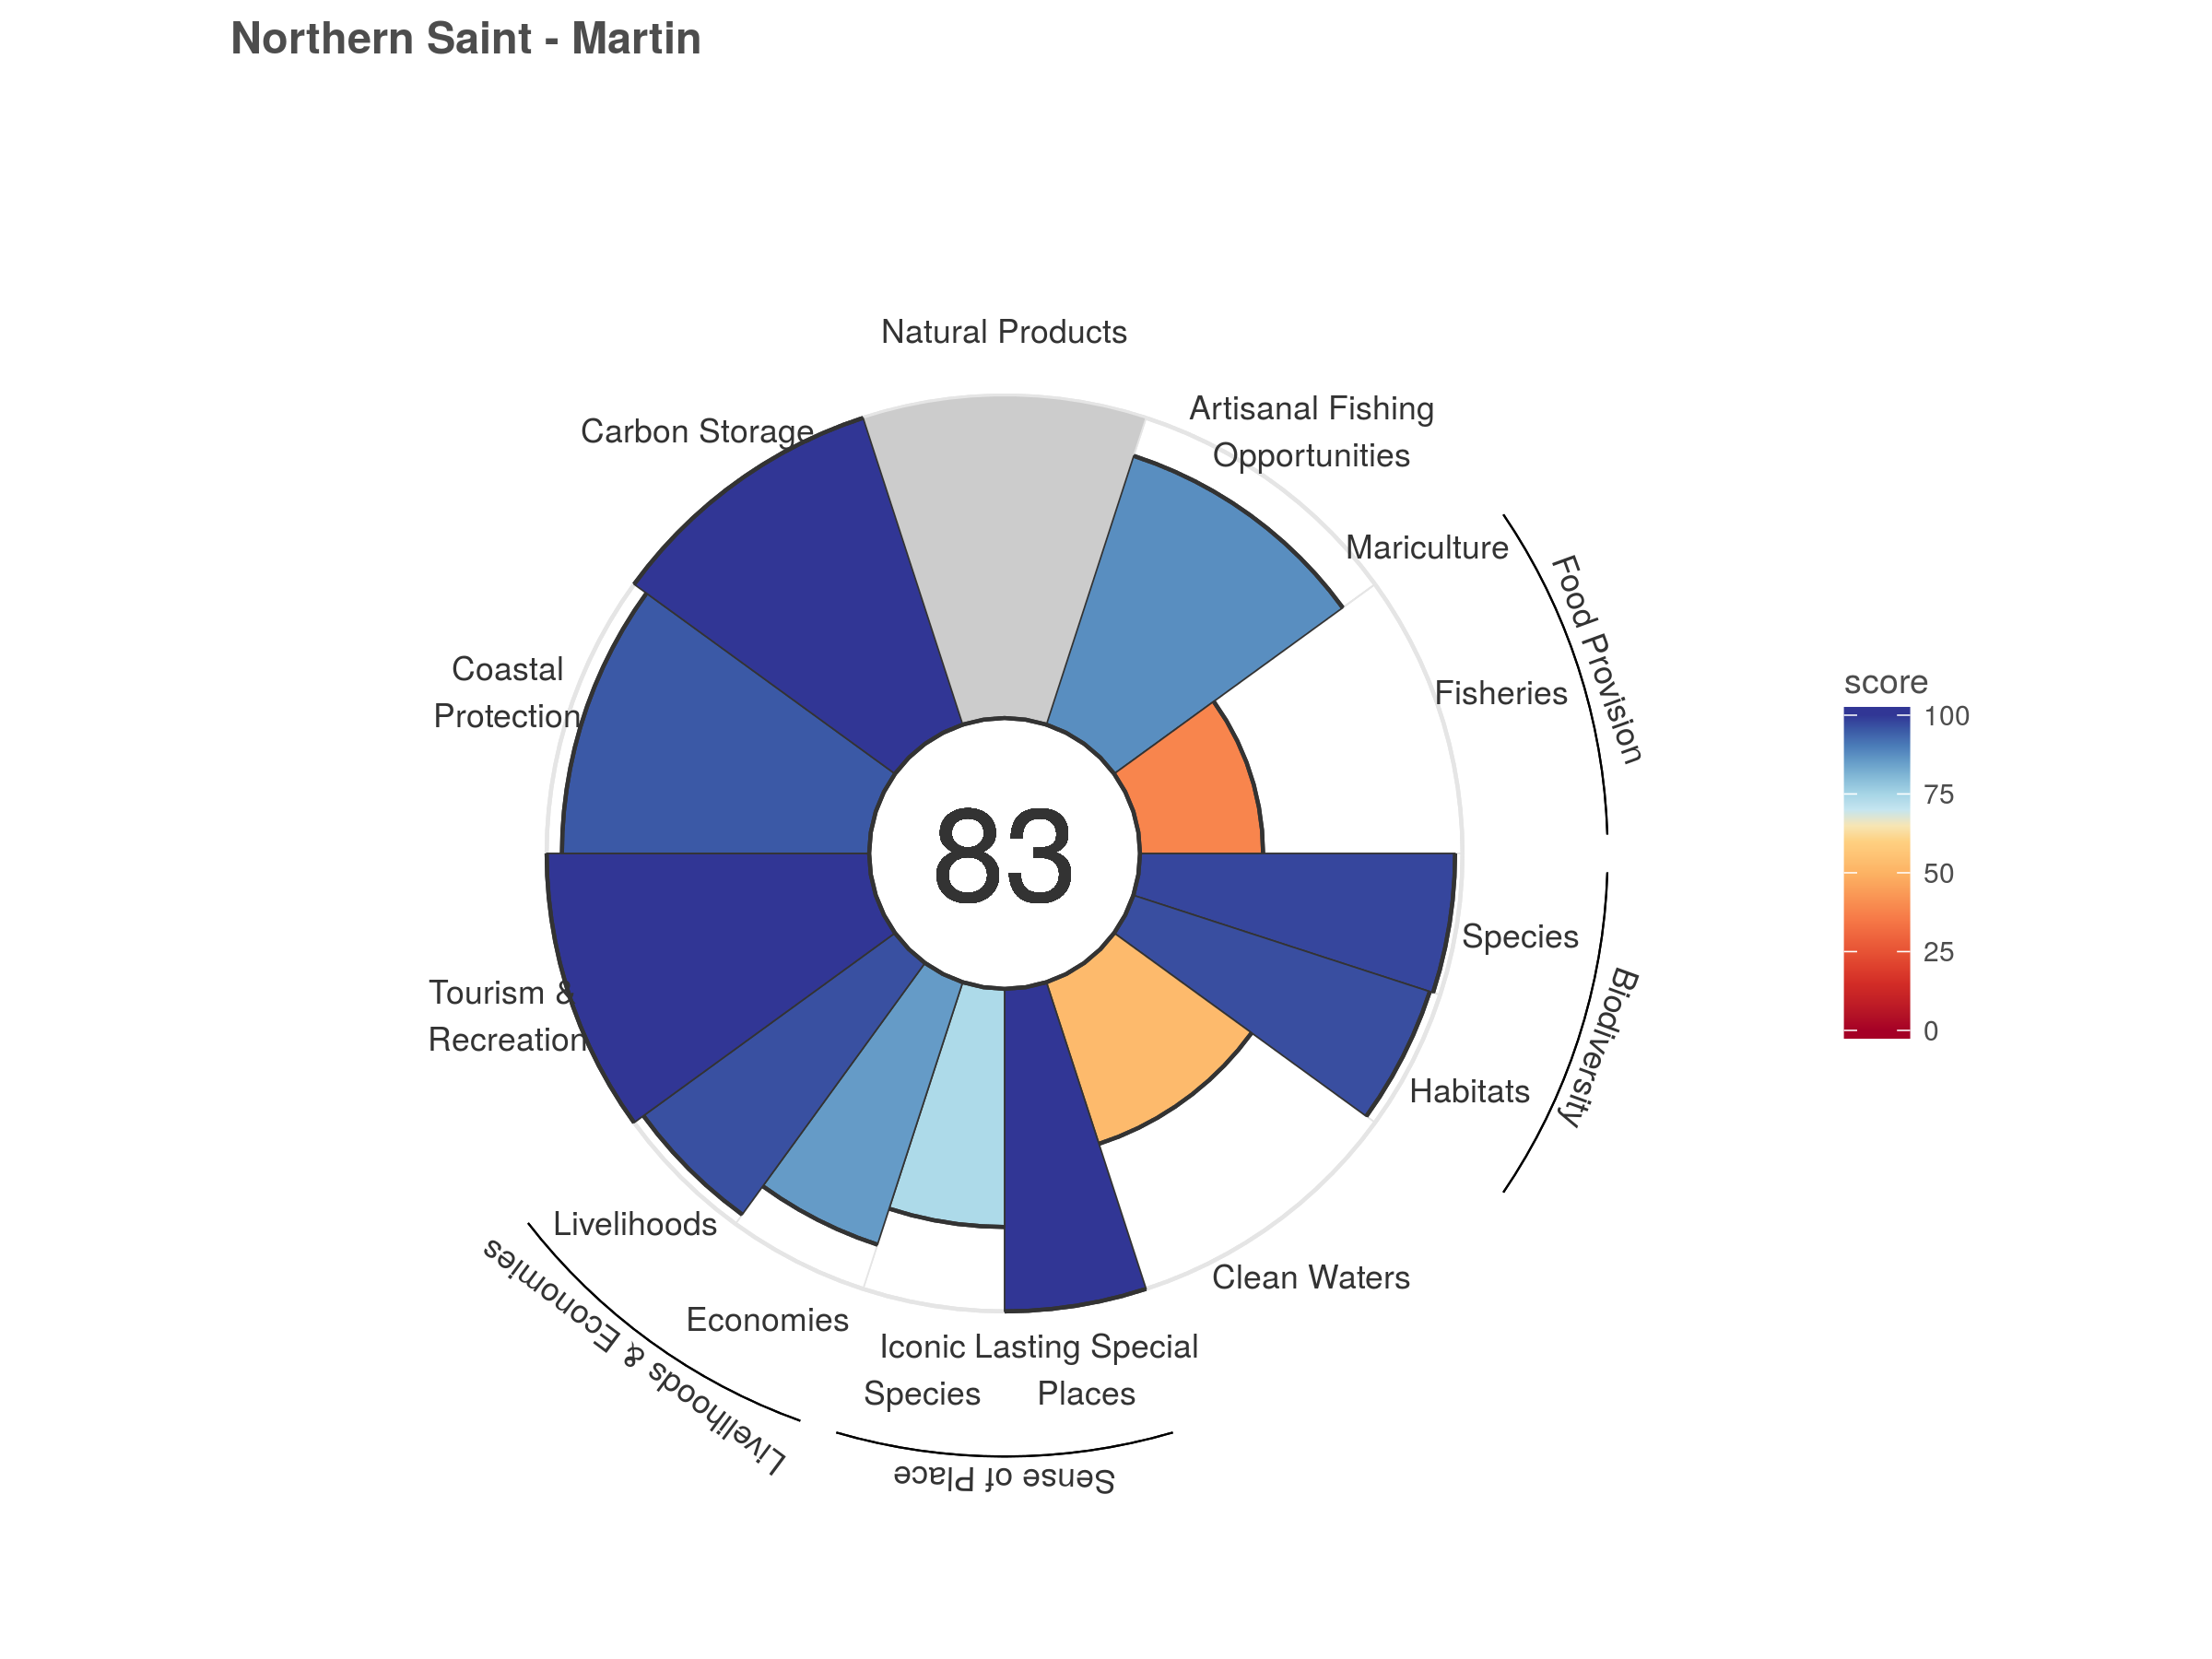 Northern Saint - Martin
Natural Products
Carbon Storage
Artisanal Fishing
Opportunities
Mariculture
Food Provision
Fisheries
Coastal
Protection
83
score
100
75
50
25
0
Species
Biodiversity
Habitats
Tourism &
Recreation
Livelihoods
Livelihoods & Economies
Economies
Clean Waters
Iconic
Species
Lasting Special
Places
Sense of Place